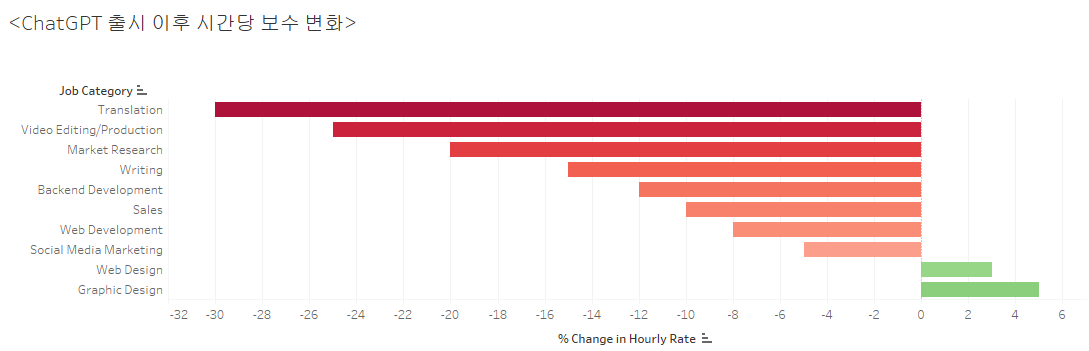 <ChatGPT 출시 이후 시간당 보수 변화>
Job Category
Translation
Video Editing/Production
Market Research
Writing
Backend Development
Sales
Web Development
Social Media Marketing
Web Design
Graphic Design
-32 -30 -28 -26 -24 -22 -20 -18 -16 -14 -12 -10 -8 -6 -4 -2 0 2 4 6
% Change in Hourly Rate